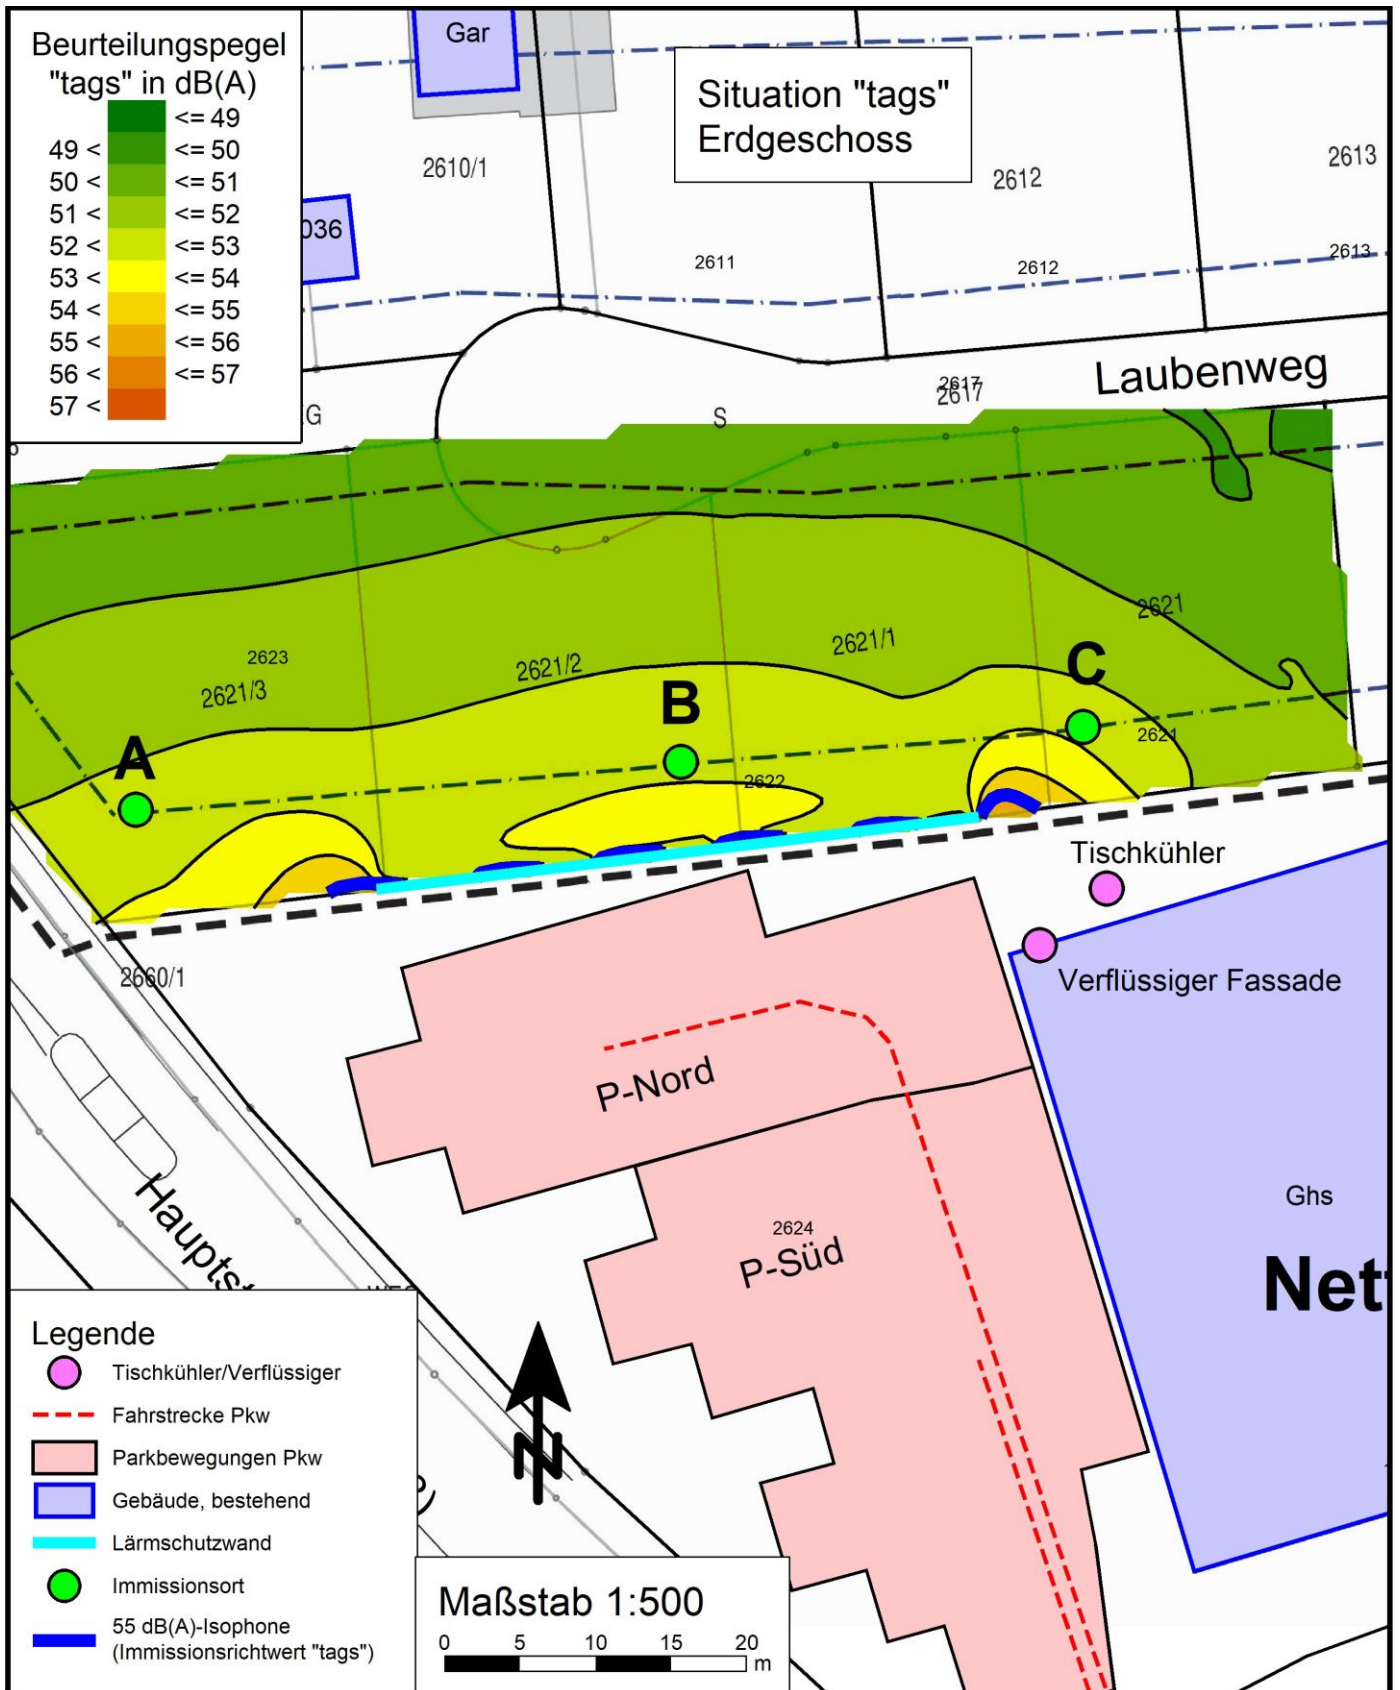 Beurteilungspegel
"tags" in dB(A)
<= 49
49 < <= 50
50 < <= 51
51 < <= 52
52 < <= 53
53 < <= 54
54 < <= 55
55 < <= 56
56 < <= 57
57 <
Gar
Situation "tags"
Erdgeschoss
2610/1
2612
2613
036
2611
2612
2613
Laubenweg
2617
2617
G
S
2621
2623
2621/3
2621/2
2621/1
A
B
C
2621
2622
Tischkühler
Verflüssiger Fassade
2660/1
P-Nord
Haupts
2624
P-Süd
Ghs
Net
Legende
Tischkühler/Verflüssiger
Fahrstrecke Pkw
Parkbewegungen Pkw
Gebäude, bestehend
Lärmschutzwand
Immissionsort
55 dB(A)-Isophone
(Immissionsrichtwert "tags")
N
Maßstab 1:500
0 5 10 15 20
m